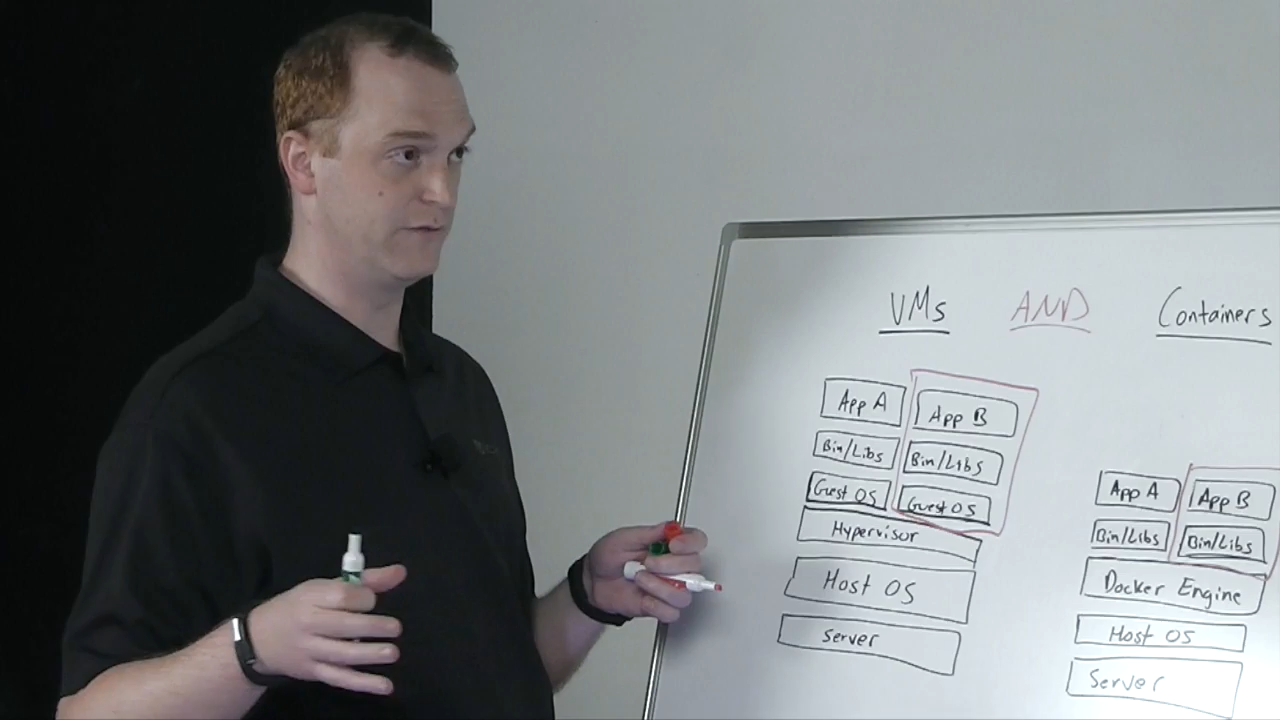 VMs AND Containers
App A App B
Bin/Libs Bin/Libs
Guest OS Guest OS
Hypervisor
Host OS
Server
App A App B
Bin/Libs Bin/Libs
Docker Engine
Host OS
Server